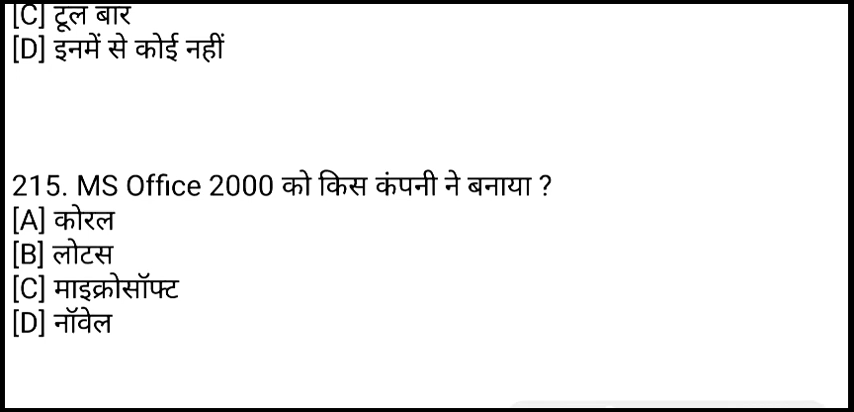 [C] टूल बार
[D] इनमें से कोई नहीं
215. MS Office 2000 को किस कंपनी ने बनाया ?
[A] कोरल
[B] लोटस
[C] माइक्रोसॉफ्ट
[D] नॉवेल